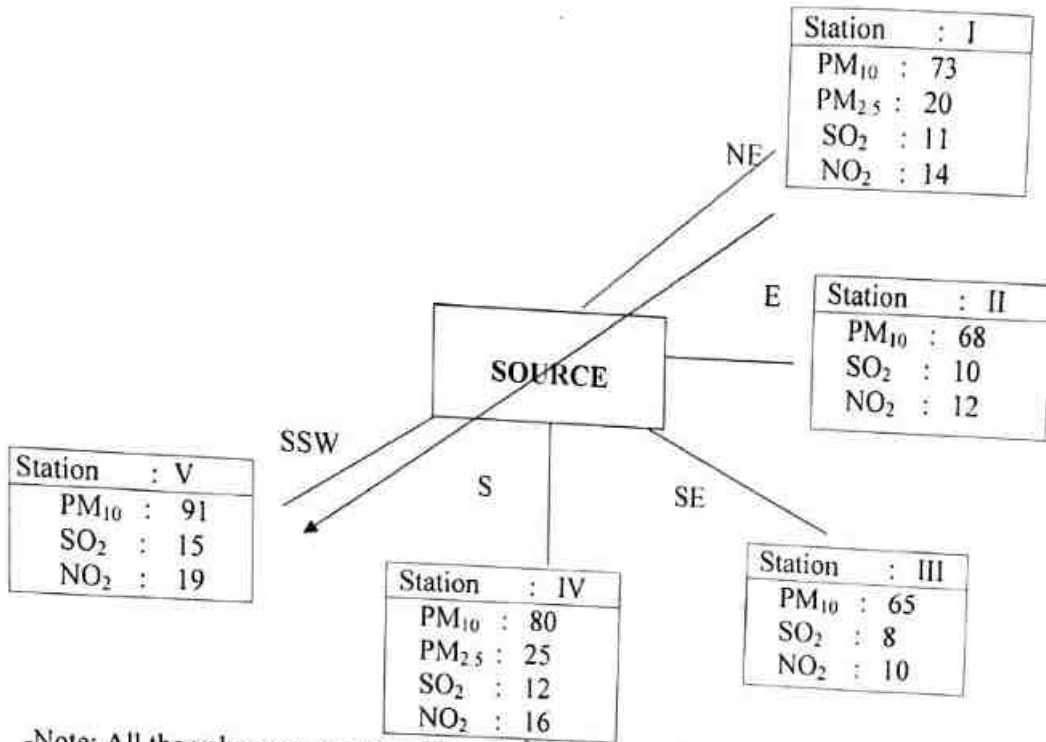 Station : I
PM₁₀ : 73
PM₂.₅ : 20
SO₂ : 11
NO₂ : 14
NE
E
Station : II
PM₁₀ : 68
SO₂ : 10
NO₂ : 12
SOURCE
SSW
S
SE
Station : V
PM₁₀ : 91
SO₂ : 15
NO₂ : 19
Station : IV
PM₁₀ : 80
PM₂.₅ : 25
SO₂ : 12
NO₂ : 16
Station : III
PM₁₀ : 65
SO₂ : 8
NO₂ : 10
-Note: All the